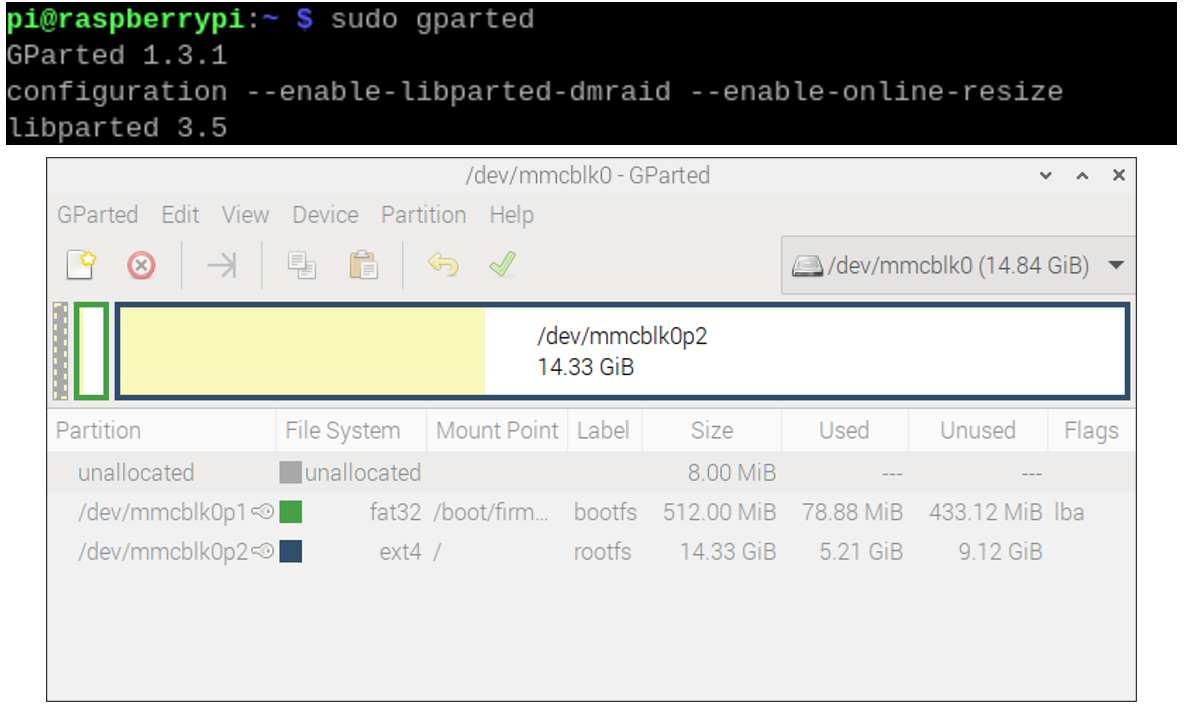 pi@raspberrypi:~ $ sudo gparted
GParted 1.3.1
configuration --enable-libparted-dmraid --enable-online-resize
libparted 3.5
/dev/mmcblk0 - GParted
GParted Edit View Device Partition Help
/dev/mmcblk0 (14.84 GiB)
/dev/mmcblk0p2
14.33 GiB
Partition File System Mount Point Label Size Used Unused Flags
unallocated unallocated 8.00 MiB --- ---
/dev/mmcblk0p1 fat32 /boot/firm... bootfs 512.00 MiB 78.88 MiB 433.12 MiB lba
/dev/mmcblk0p2 ext4 / rootfs 14.33 GiB 5.21 GiB 9.12 GiB